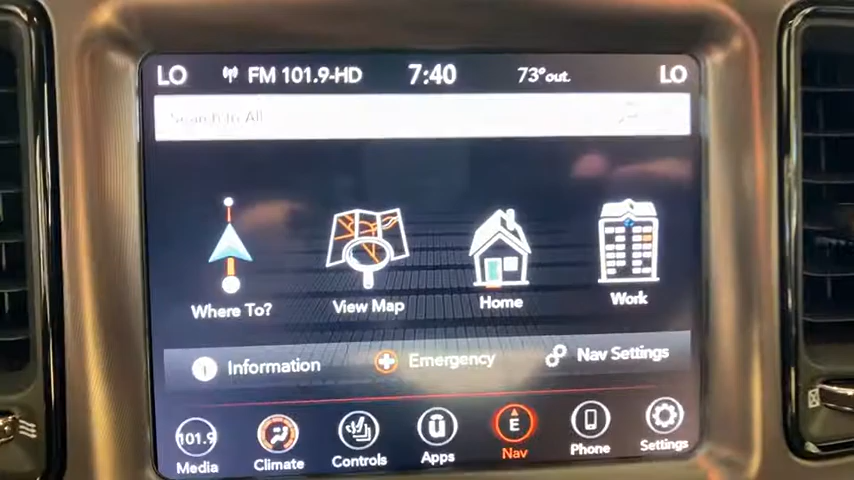 LO FM 101.9-HD 7:40 73°out. LO
Search In All
Where To? View Map Home Work
Information Emergency Nav Settings
101.9 E
Media Climate Controls Apps Nav Phone Settings